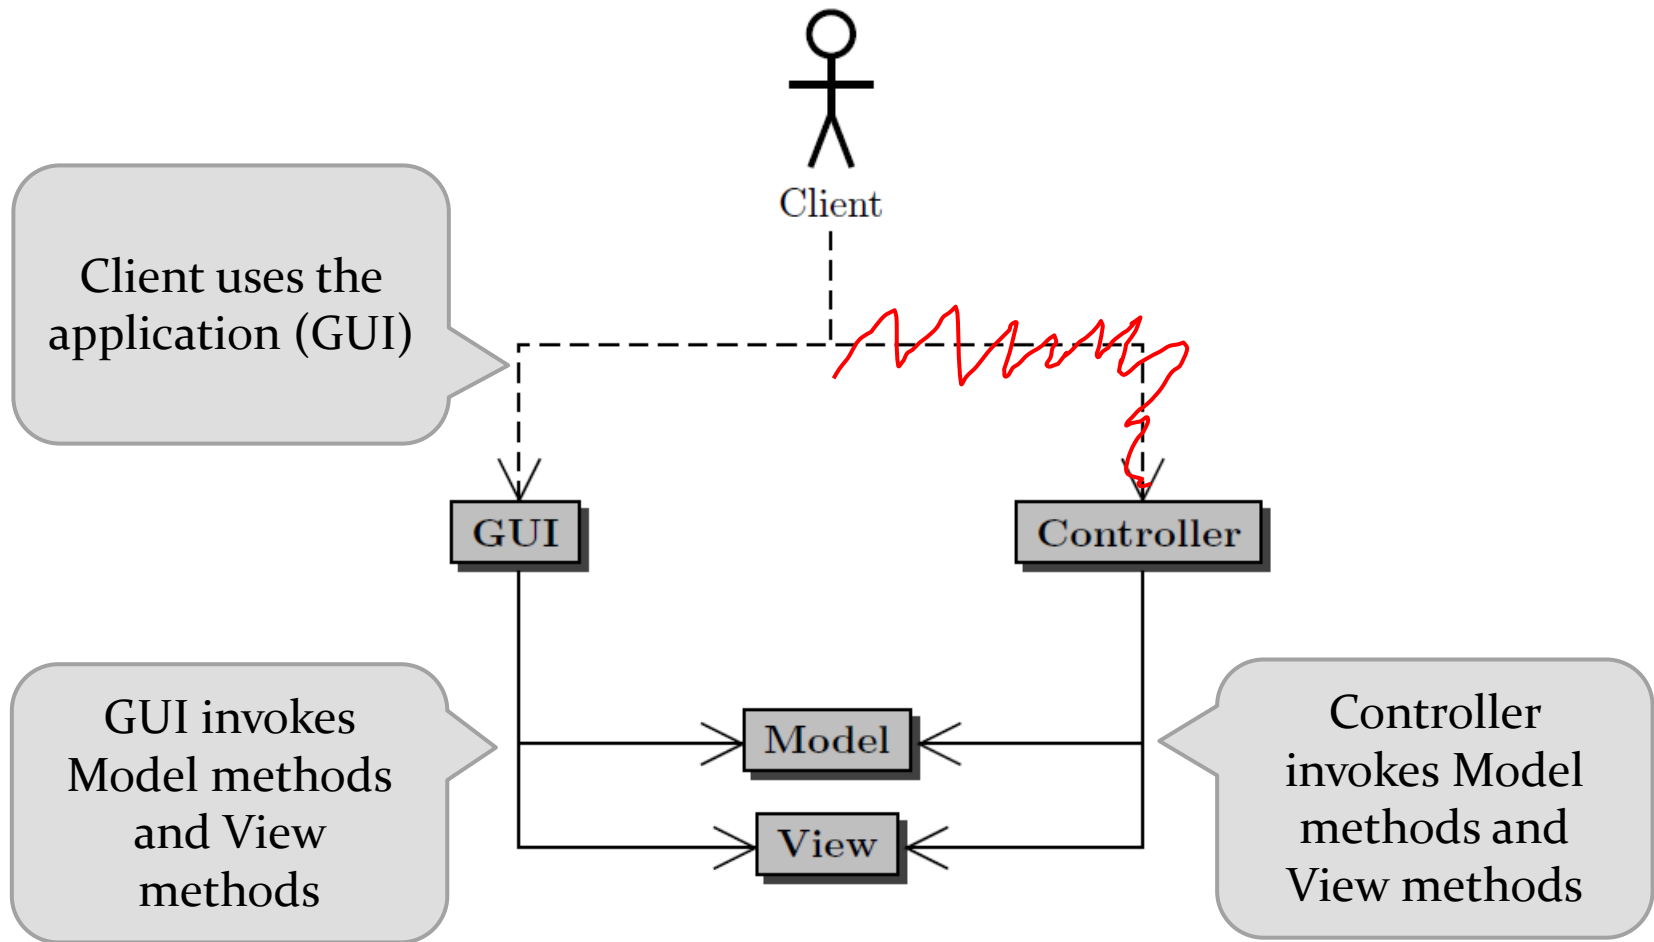 Client
Client uses the
application (GUI)
GUI
Controller
GUI invokes
Model methods
and View
methods
Model
View
Controller
invokes Model
methods and
View methods